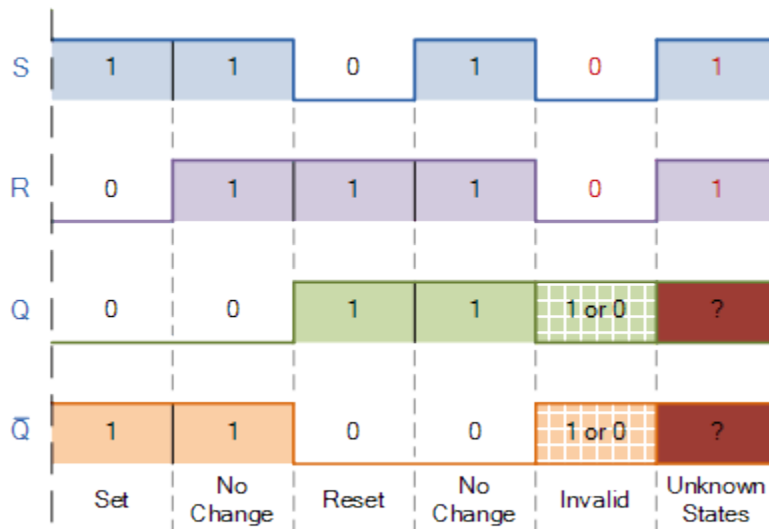 S 1 1 0 1 0 1
R 0 1 1 1 0 1
Q 0 0 1 1 1 or 0 ?
Q̅ 1 1 0 0 1 or 0 ?
Set No Change Reset No Change Invalid Unknown States